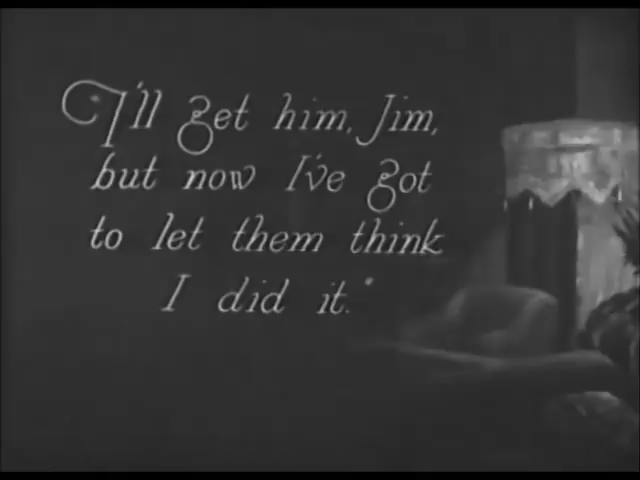 "I'll get him, Jim,
but now I've got
to let them think
I did it."